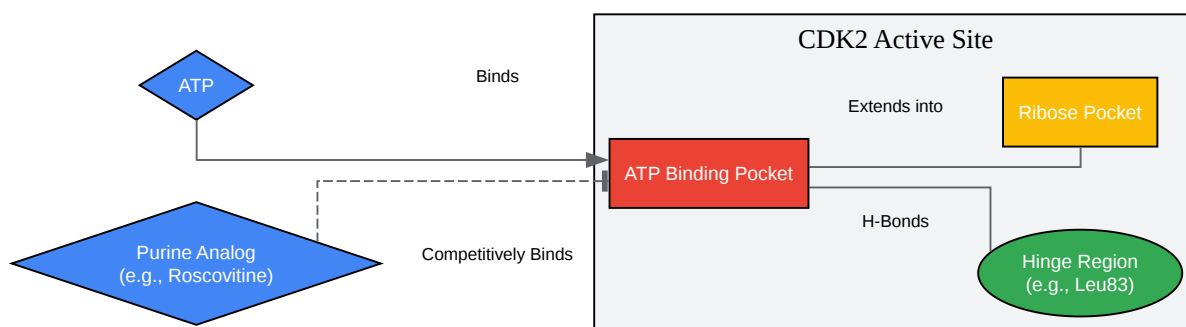 CDK2 Active Site
ATP
Binds
Extends into
Ribose Pocket
ATP Binding Pocket
H-Bonds
Purine Analog
(e.g., Roscovitine)
Competitively Binds
Hinge Region
(e.g., Leu83)